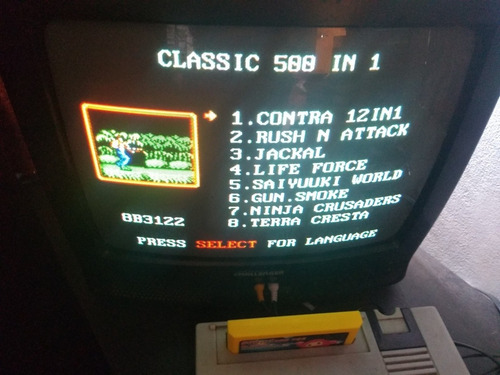 CLASSIC 500 IN 1
1.CONTRA 12IN1
2.RUSH N ATTACK
3.JACKAL
4.LIFE FORCE
5.SAIYUUKI WORLD
6.GUN.SMOKE
7.NINJA CRUSADERS
8.TERRA CRESTA
8B3122
PRESS SELECT FOR LANGUAGE